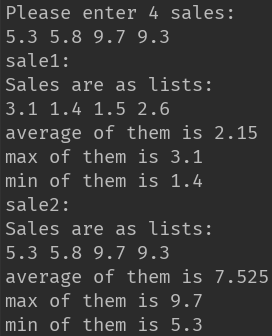 Please enter 4 sales:
5.3 5.8 9.7 9.3
sale1:
Sales are as lists:
3.1 1.4 1.5 2.6
average of them is 2.15
max of them is 3.1
min of them is 1.4
sale2:
Sales are as lists:
5.3 5.8 9.7 9.3
average of them is 7.525
max of them is 9.7
min of them is 5.3